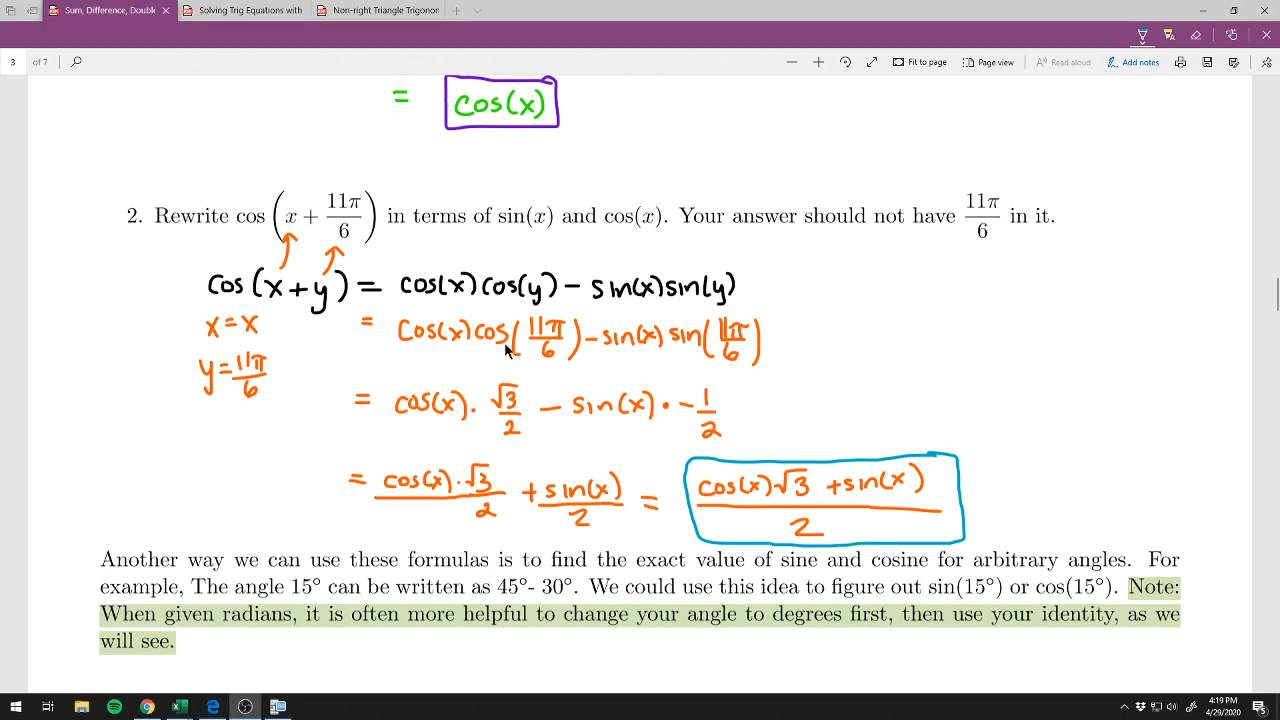 Sum, Difference, Double Solving Trig Equations with Non-right Triangle Trigonom
3 of 7 Fit to page Page view Read aloud Add notes
= cos(x)
2. Rewrite cos (x + 11π/6) in terms of sin(x) and cos(x). Your answer should not have 11π/6 in it.
cos(x+y) = cos(x)cos(y) - sin(x)sin(y)
x=x = cos(x)cos(11π/6) - sin(x)sin(11π/6)
y=11π/6
= cos(x)·√3/2 - sin(x)·-1/2
= cos(x)·√3/2 + sin(x)/2 = cos(x)√3+sin(x)/2
Another way we can use these formulas is to find the exact value of sine and cosine for arbitrary angles. For
example, The angle 15° can be written as 45°- 30°. We could use this idea to figure out sin(15°) or cos(15°). Note:
When given radians, it is often more helpful to change your angle to degrees first, then use your identity, as we
will see.
4:19 PM
4/29/2020
5